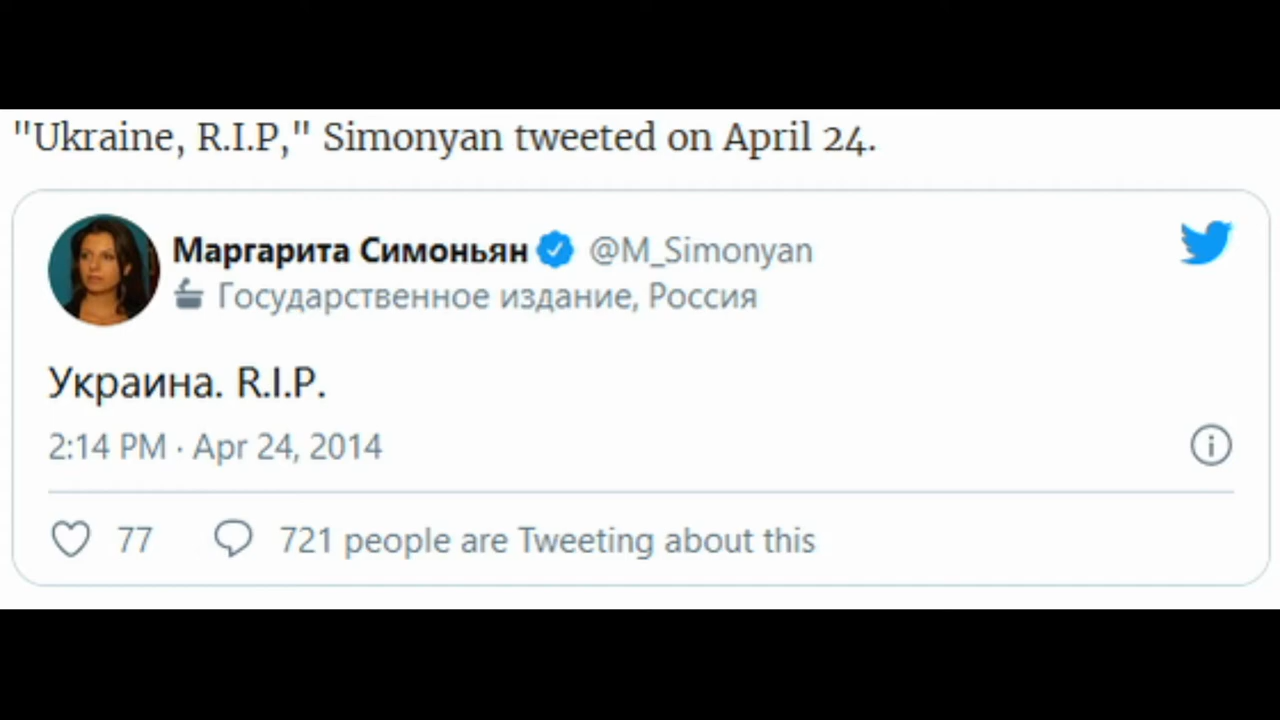 "Ukraine, R.I.P," Simonyan tweeted on April 24.
Маргарита Симоньян @M_Simonyan
Государственное издание, Россия
Украина. R.I.P.
2:14 PM · Apr 24, 2014
77 721 people are Tweeting about this